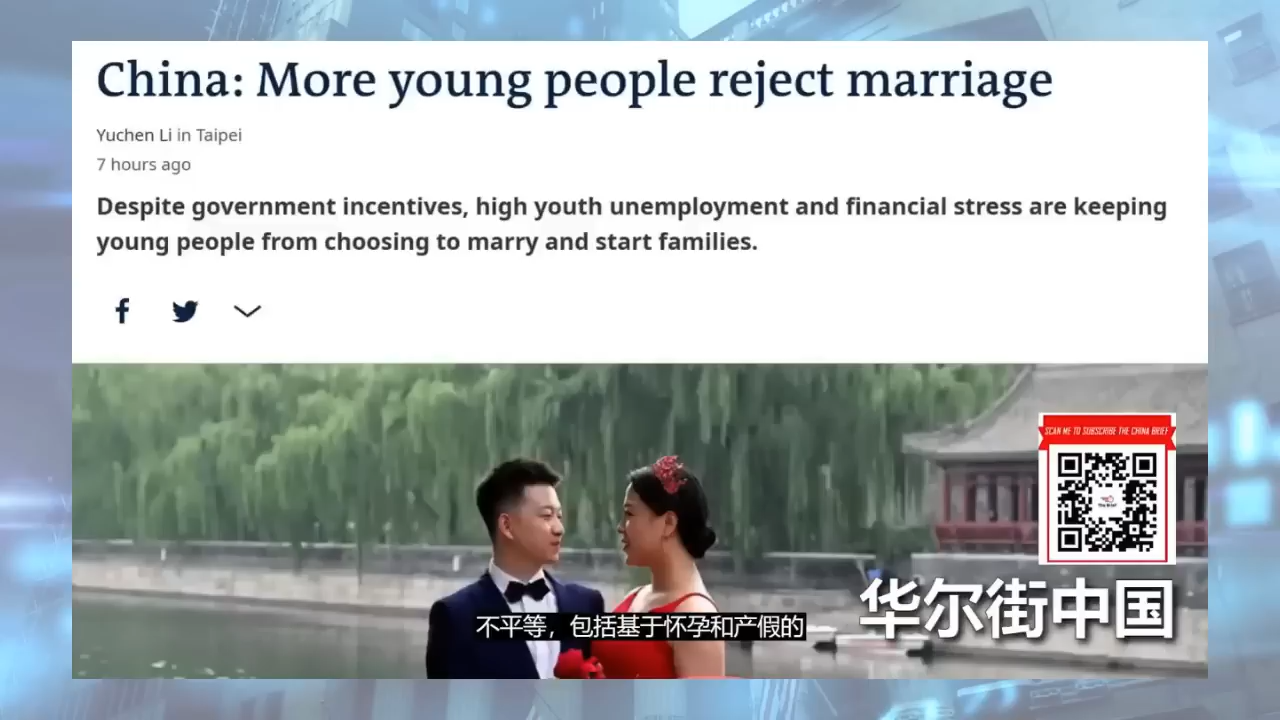 China: More young people reject marriage
Yuchen Li in Taipei
7 hours ago
Despite government incentives, high youth unemployment and financial stress are keeping
young people from choosing to marry and start families.
SCAN ME TO SUBSCRIBE THE CHINA BRIEF
华尔街中国
不平等，包括基于怀孕和产假的